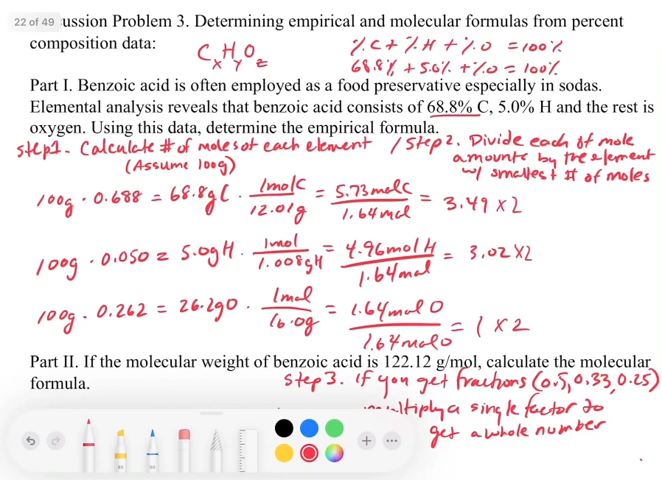 22 of 49
ussion Problem 3. Determining empirical and molecular formulas from percent
composition data:
CxHyOz
% C + % H + % O = 100%
68.8% + 5.0% + % O = 100%
Part I. Benzoic acid is often employed as a food preservative especially in sodas.
Elemental analysis reveals that benzoic acid consists of 68.8% C, 5.0% H and the rest is
oxygen. Using this data, determine the empirical formula.
Step1. Calculate # of moles of each element
(Assume 100g)
/ Step 2. Divide each of mole
amounts by the element
w/ smallest # of moles
100g · 0.688 = 68.8g C · 1 mol C / 12.01g = 5.73 mol C / 1.64 mol = 3.49 x 2
100g · 0.050 = 5.0g H · 1 mol / 1.008g H = 4.96 mol H / 1.64 mol = 3.02 x 2
100g · 0.262 = 26.2g O · 1 mol / 16.0g = 1.64 mol O / 1.64 mol O = 1 x 2
Part II. If the molecular weight of benzoic acid is 122.12 g/mol, calculate the molecular
formula.
Step 3. If you get fractions (0.5, 0.33, 0.25)
multiply a single factor to
get a whole number